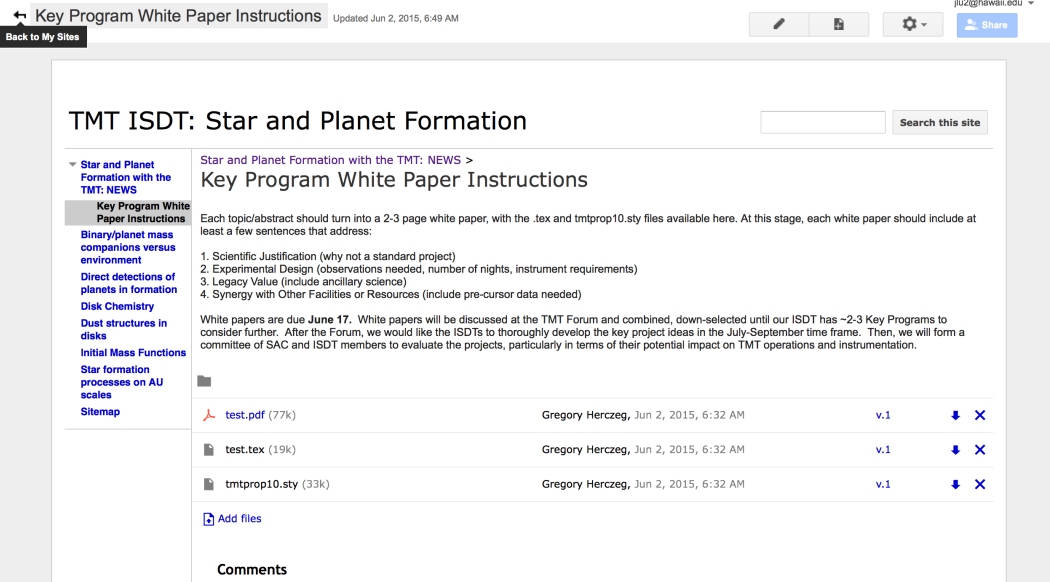 jlu2@hawaii.edu
Key Program White Paper Instructions Updated Jun 2, 2015, 6:49 AM
Share
Back to My Sites
TMT ISDT: Star and Planet Formation
Search this site
Star and Planet
Formation with the
TMT: NEWS
Key Program White
Paper Instructions
Binary/planet mass
companions versus
environment
Direct detections of
planets in formation
Disk Chemistry
Dust structures in
disks
Initial Mass Functions
Star formation
processes on AU
scales
Sitemap
Star and Planet Formation with the TMT: NEWS >
Key Program White Paper Instructions
Each topic/abstract should turn into a 2-3 page white paper, with the .tex and tmtprop10.sty files available here. At this stage, each white paper should include at
least a few sentences that address:
1. Scientific Justification (why not a standard project)
2. Experimental Design (observations needed, number of nights, instrument requirements)
3. Legacy Value (include ancillary science)
4. Synergy with Other Facilities or Resources (include pre-cursor data needed)
White papers are due June 17. White papers will be discussed at the TMT Forum and combined, down-selected until our ISDT has ~2-3 Key Programs to
consider further. After the Forum, we would like the ISDTs to thoroughly develop the key project ideas in the July-September time frame. Then, we will form a
committee of SAC and ISDT members to evaluate the projects, particularly in terms of their potential impact on TMT operations and instrumentation.
test.pdf (77k) Gregory Herczeg, Jun 2, 2015, 6:32 AM v.1
test.tex (19k) Gregory Herczeg, Jun 2, 2015, 6:32 AM v.1
tmtprop10.sty (33k) Gregory Herczeg, Jun 2, 2015, 6:32 AM v.1
Add files
Comments